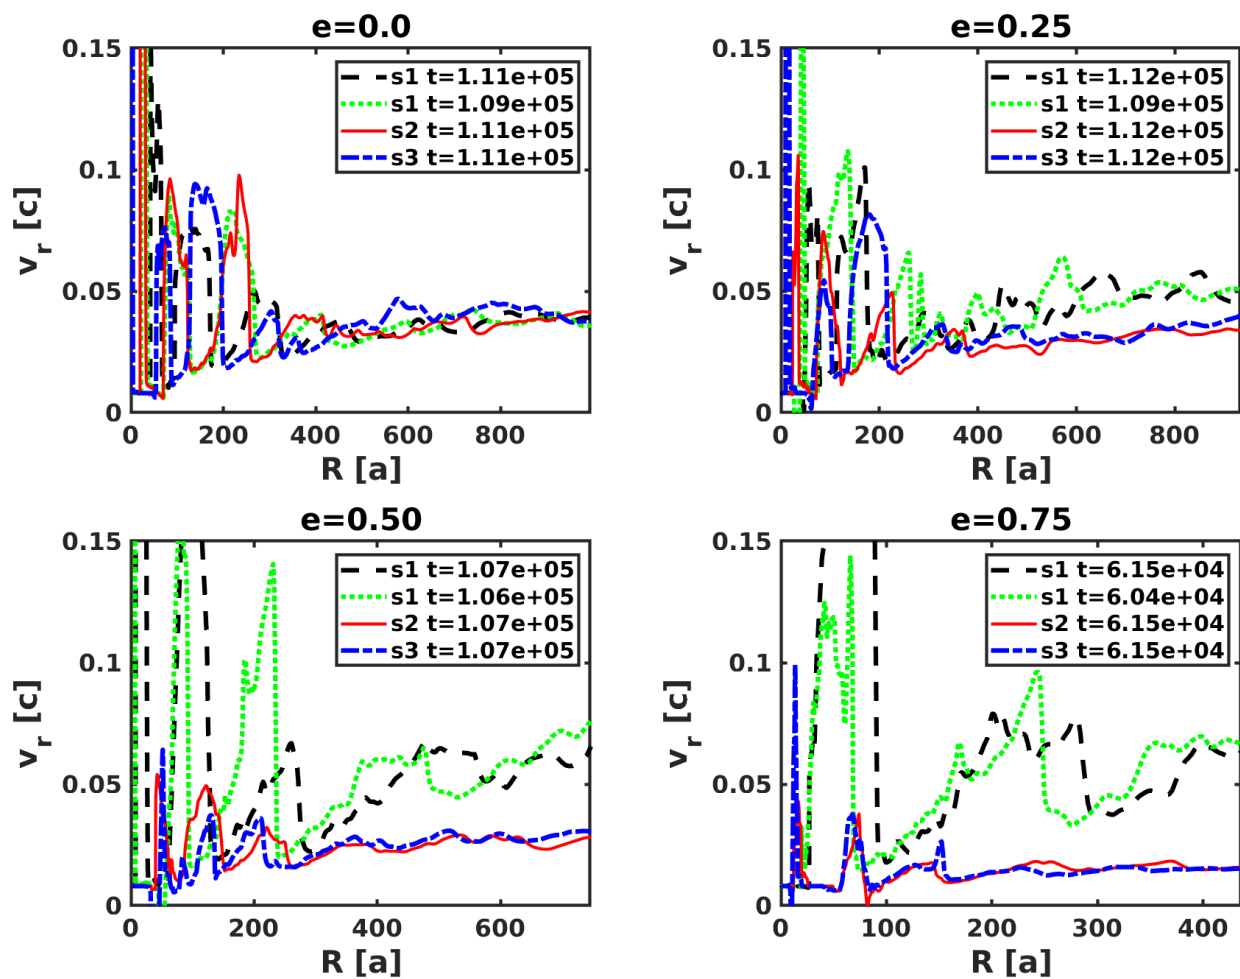 e=0.0
0.15
0.1
0.05
0
v_r [c]
s1 t=1.11e+05
s1 t=1.09e+05
s2 t=1.11e+05
s3 t=1.11e+05
0 200 400 600 800
R [a]
e=0.25
0.15
0.1
0.05
0
v_r [c]
s1 t=1.12e+05
s1 t=1.09e+05
s2 t=1.12e+05
s3 t=1.12e+05
0 200 400 600 800
R [a]
e=0.50
0.15
0.1
0.05
0
v_r [c]
s1 t=1.07e+05
s1 t=1.06e+05
s2 t=1.07e+05
s3 t=1.07e+05
0 200 400 600
R [a]
e=0.75
0.15
0.1
0.05
0
v_r [c]
s1 t=6.15e+04
s1 t=6.04e+04
s2 t=6.15e+04
s3 t=6.15e+04
0 100 200 300 400
R [a]